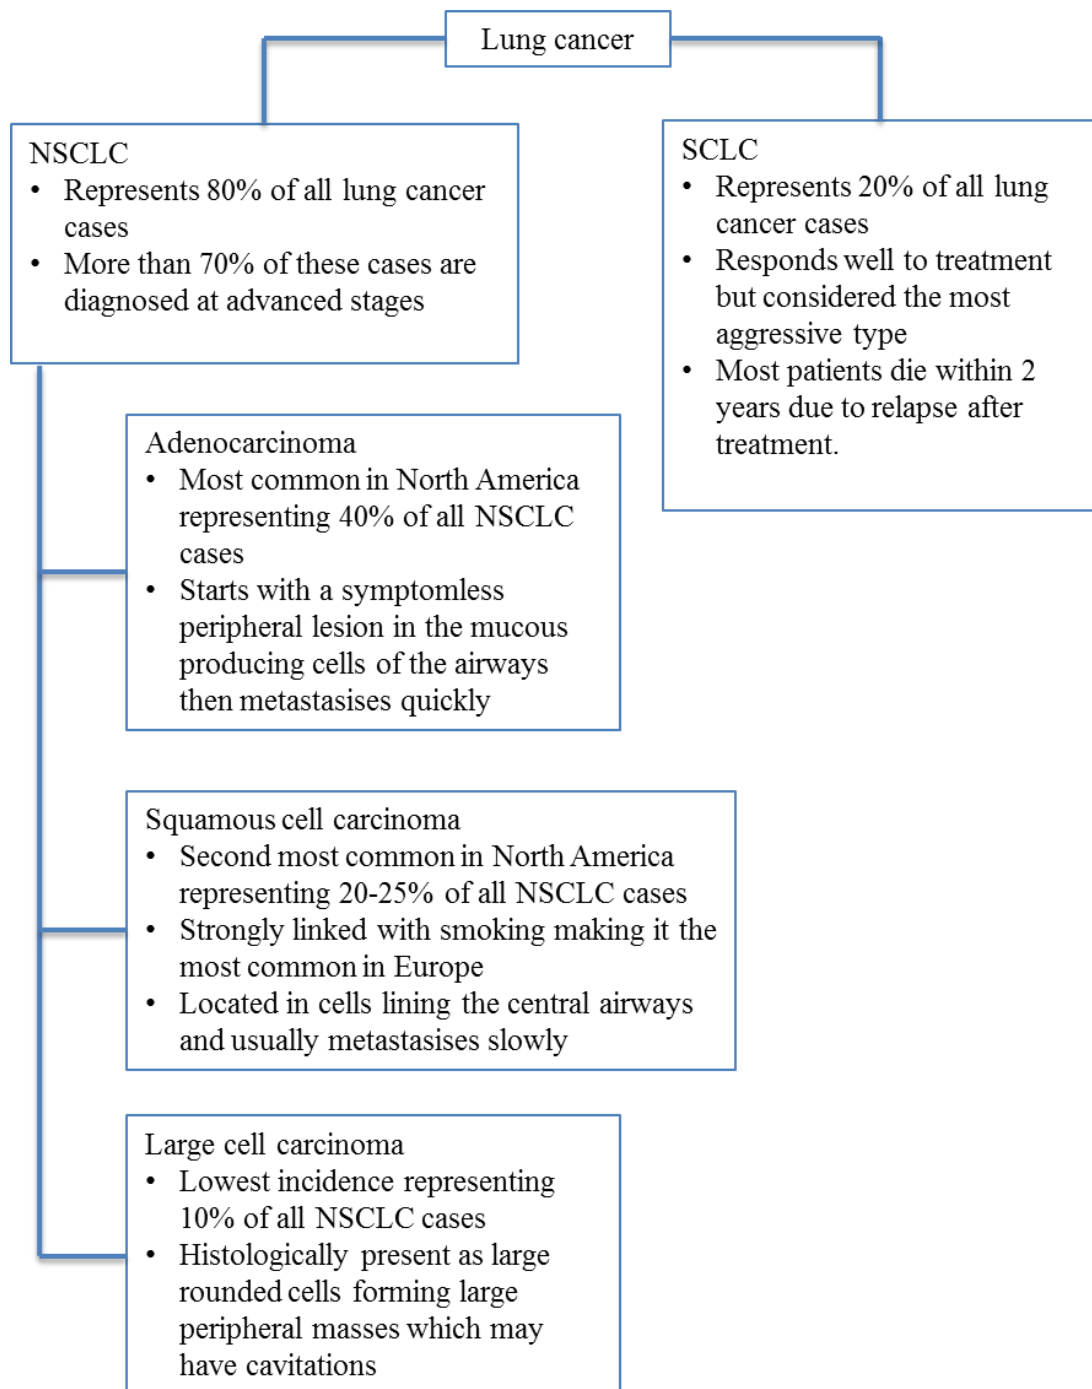 Lung cancer
NSCLC
• Represents 80% of all lung cancer
cases
• More than 70% of these cases are
diagnosed at advanced stages
SCLC
• Represents 20% of all lung
cancer cases
• Responds well to treatment
but considered the most
aggressive type
• Most patients die within 2
years due to relapse after
treatment.
Adenocarcinoma
• Most common in North America
representing 40% of all NSCLC
cases
• Starts with a symptomless
peripheral lesion in the mucous
producing cells of the airways
then metastasises quickly
Squamous cell carcinoma
• Second most common in North America
representing 20-25% of all NSCLC cases
• Strongly linked with smoking making it the
most common in Europe
• Located in cells lining the central airways
and usually metastasises slowly
Large cell carcinoma
• Lowest incidence representing
10% of all NSCLC cases
• Histologically present as large
rounded cells forming large
peripheral masses which may
have cavitations